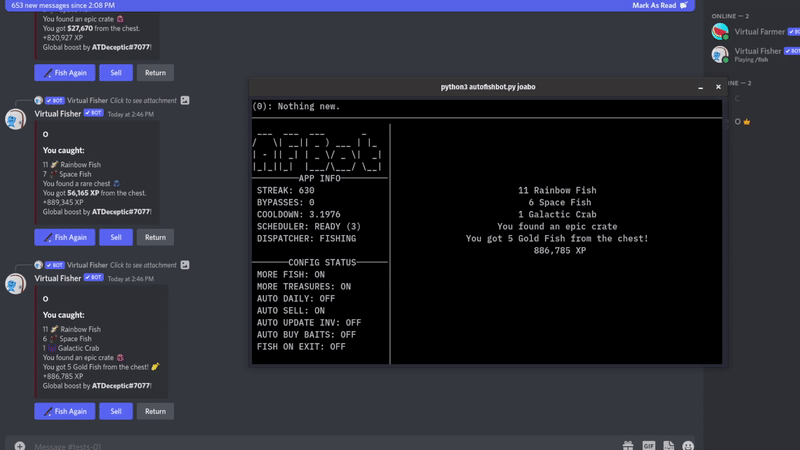 653 new messages since 2:08 PM
Mark As Read
You found an epic crate
You got $27,670 from the chest.
+820,927 XP
Global boost by ATDeceptic#7077!
Fish Again
Sell
Return
BOT Virtual Fisher Click to see attachment
Virtual Fisher BOT Today at 2:46 PM
O
You caught:
11 Rainbow Fish
7 Space Fish
You found a rare chest
You got 56,165 XP from the chest.
+889,345 XP
Global boost by ATDeceptic#7077!
Fish Again
Sell
Return
BOT Virtual Fisher Click to see attachment
Virtual Fisher BOT Today at 2:46 PM
O
You caught:
11 Rainbow Fish
6 Space Fish
1 Galactic Crab
You found an epic crate
You got 5 Gold Fish from the chest!
+886,785 XP
Global boost by ATDeceptic#7077!
Fish Again
Sell
Return
Message #tests-01
GIF
python3 autofishbot.py joabo
(0): Nothing new.
APP INFO
STREAK: 630
BYPASSES: 0
COOLDOWN: 3.1976
SCHEDULER: READY (3)
DISPATCHER: FISHING
CONFIG STATUS
MORE FISH: ON
MORE TREASURES: ON
AUTO DAILY: OFF
AUTO SELL: ON
AUTO UPDATE INV: OFF
AUTO BUY BAITS: OFF
FISH ON EXIT: OFF
11 Rainbow Fish
6 Space Fish
1 Galactic Crab
You found an epic crate
You got 5 Gold Fish from the chest!
886,785 XP
ONLINE — 2
Virtual Farmer
Virtual Fisher
Playing /fish
INE — 2
C
O